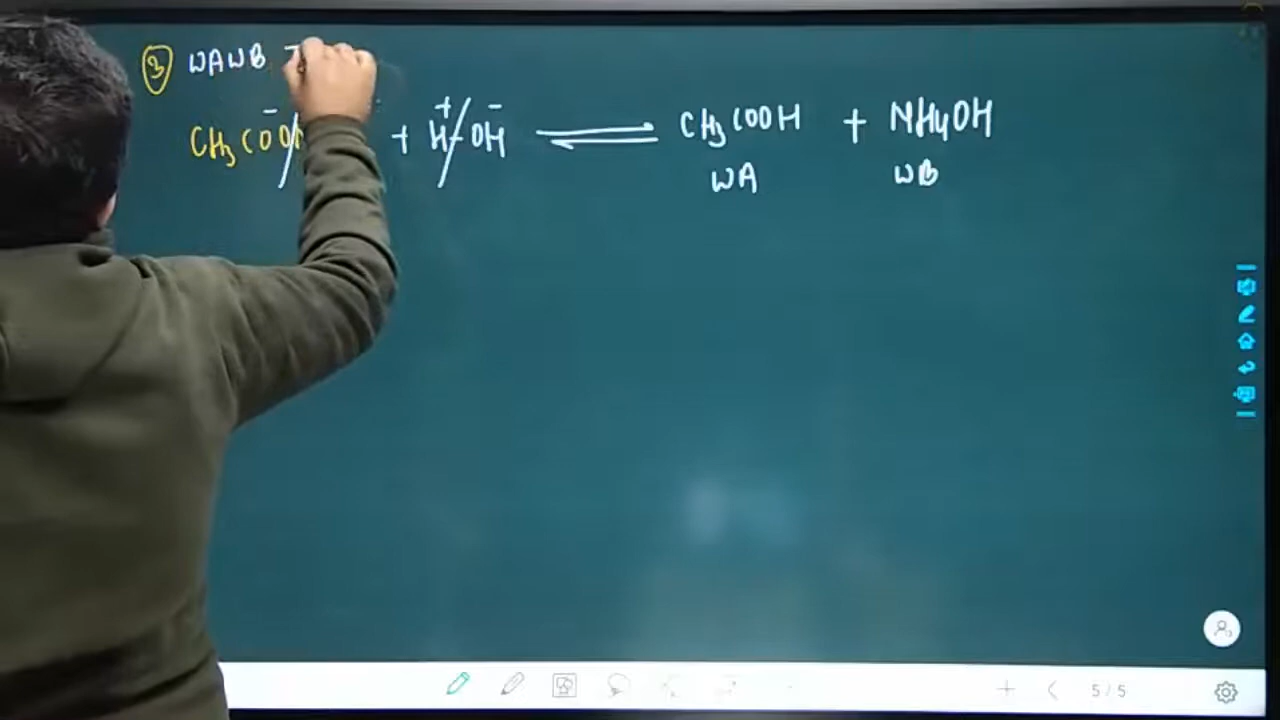 ③ WAWB
CH₃COO⁻ + H⁺ OH⁻ ⇌ CH₃COOH + NH₄OH
WA WB
5 / 5